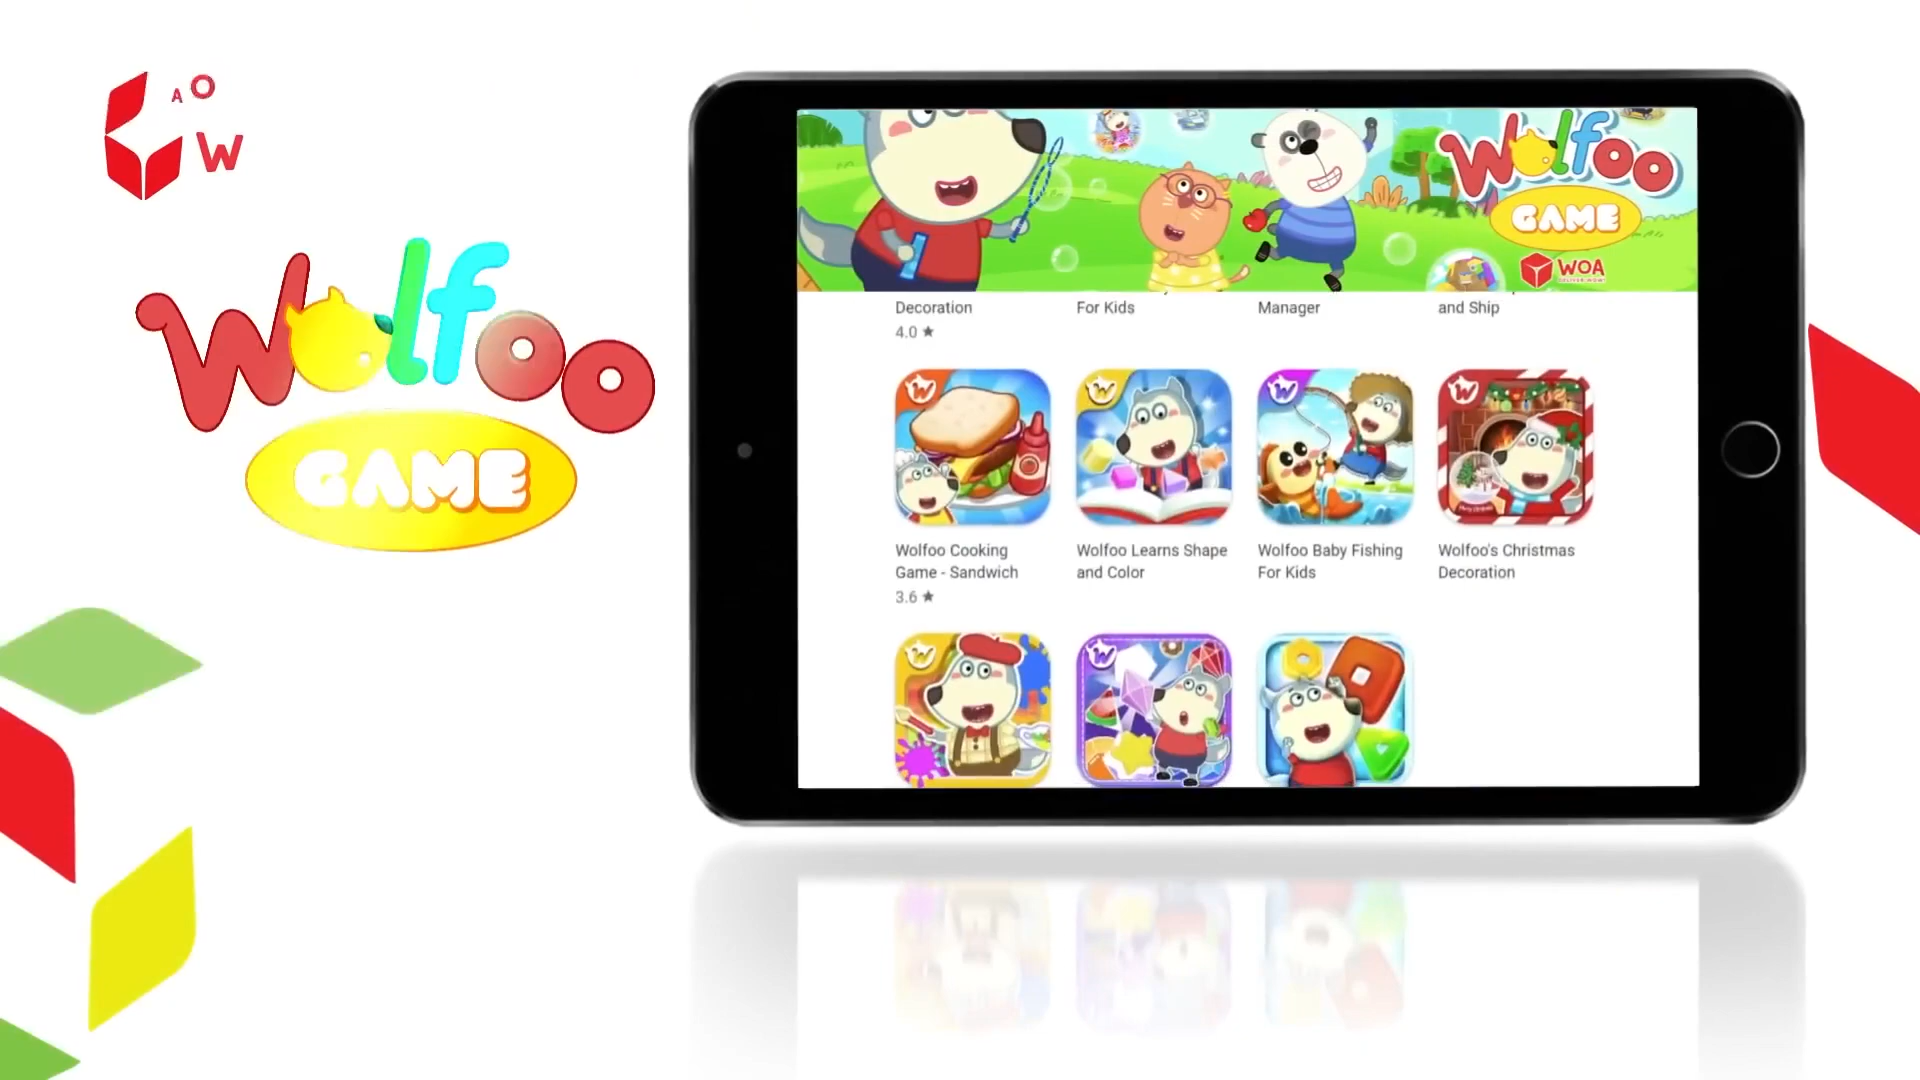 A O
W
Wolfoo
GAME
Wolfoo
GAME
WOA
Decoration
4.0 ★
For Kids
Manager
and Ship
Wolfoo Cooking
Game - Sandwich
3.6 ★
Wolfoo Learns Shape
and Color
Wolfoo Baby Fishing
For Kids
Wolfoo's Christmas
Decoration